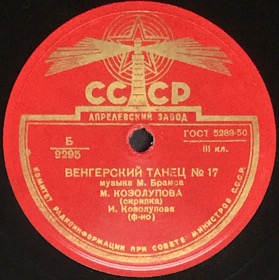 СССР
АПРЕЛЕВСКИЙ ЗАВОД
ГОСТ 5289-50
Б
9295
III кл.
ВЕНГЕРСКИЙ ТАНЕЦ № 17
музыка И. Брамса
М. КОЗОЛУПОВА
(скрипка)
И. Козолупова
(ф-но)
КОМИТЕТ РАДИОИНФОРМАЦИИ ПРИ СОВЕТЕ МИНИСТРОВ СССР